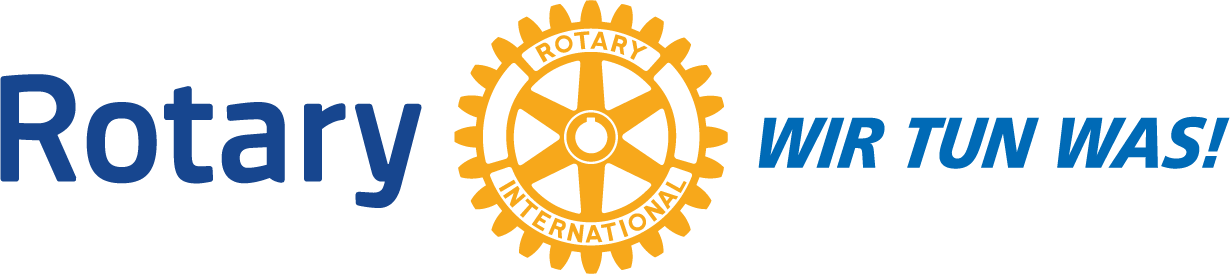 Rotary
ROTARY
INTERNATIONAL
WIR TUN WAS!